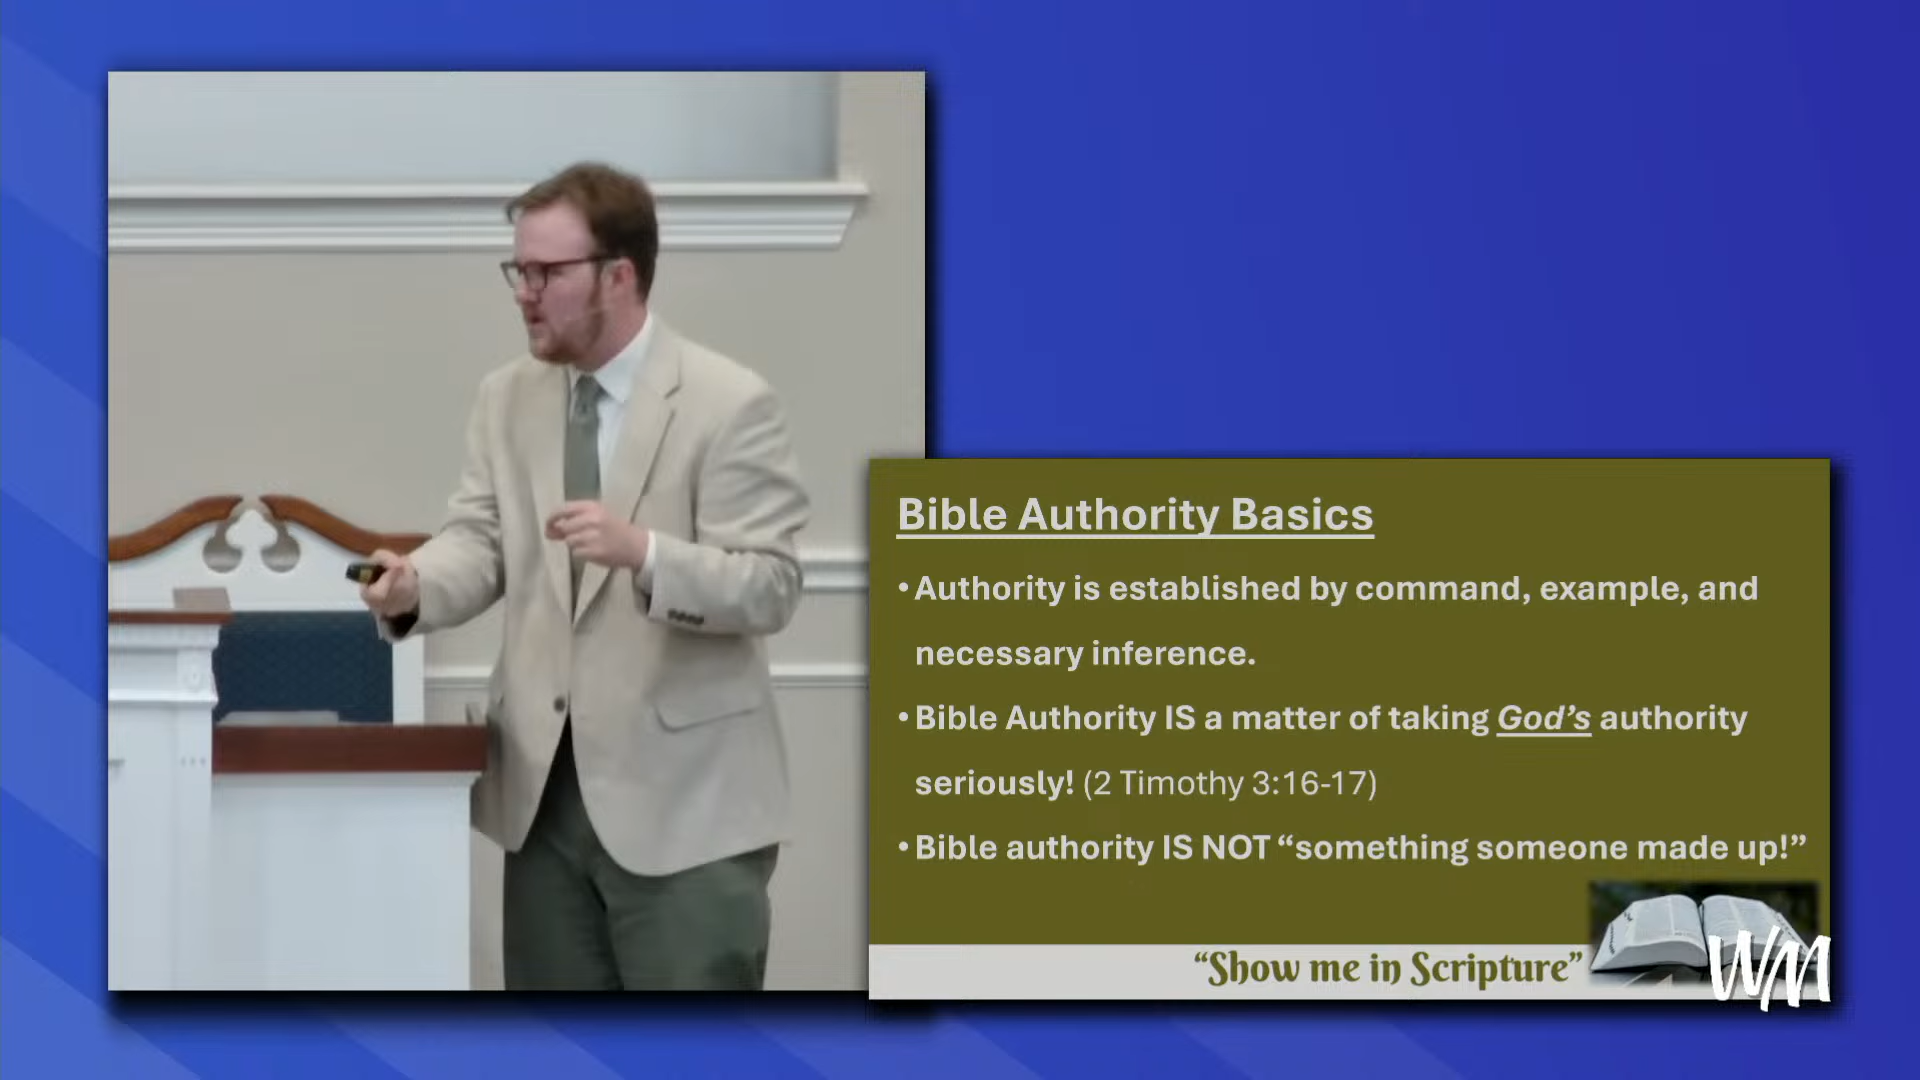 Bible Authority Basics
• Authority is established by command, example, and
necessary inference.
• Bible Authority IS a matter of taking God’s authority
seriously! (2 Timothy 3:16-17)
• Bible authority IS NOT “something someone made up!”
“Show me in Scripture”
WM